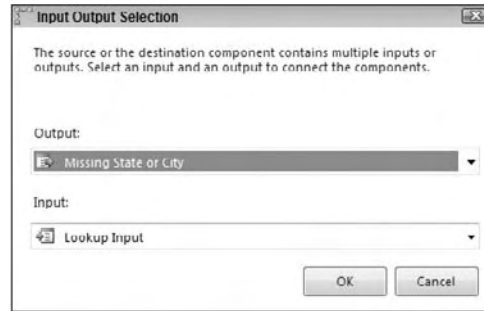 Input Output Selection
The source or the destination component contains multiple inputs or
outputs. Select an input and an output to connect the components.
Output:
Missing State or City
Input:
Lookup Input
OK
Cancel